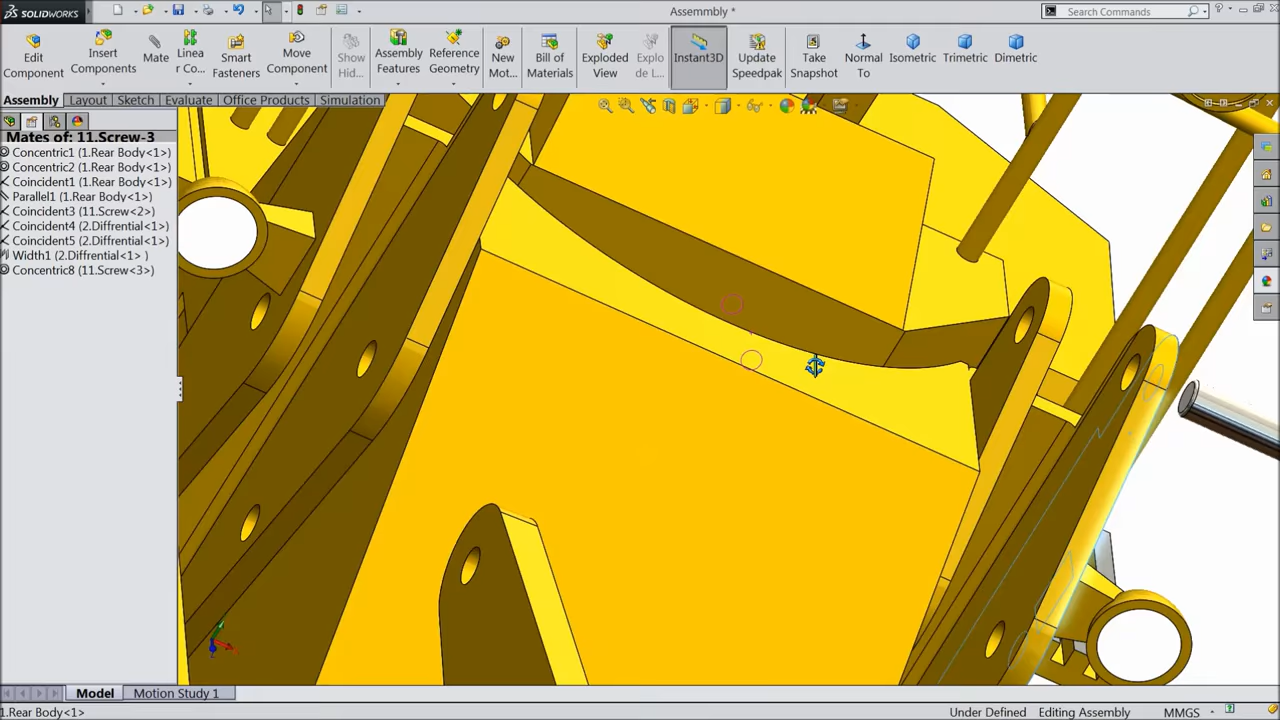 SOLIDWORKS
Assemmbly *
Search Commands
Edit Component
Insert Components
Mate
Linea r Co...
Smart Fasteners
Move Component
Show Hid...
Assembly Features
Reference Geometry
New Mot...
Bill of Materials
Exploded View
Explo de L...
Instant3D
Update Speedpak
Take Snapshot
Normal To
Isometric
Trimetric
Dimetric
Assembly
Layout
Sketch
Evaluate
Office Products
Simulation
Mates of: 11.Screw-3
Concentric1 (1.Rear Body<1>)
Concentric2 (1.Rear Body<1>)
Coincident1 (1.Rear Body<1>)
Parallel1 (1.Rear Body<1>)
Coincident3 (11.Screw<2>)
Coincident4 (2.Diffrential<1>)
Coincident5 (2.Diffrential<1>)
Width1 (2.Diffrential<1> )
Concentric8 (11.Screw<3>)
Model
Motion Study 1
1.Rear Body<1>
Under Defined
Editing Assembly
MMGS